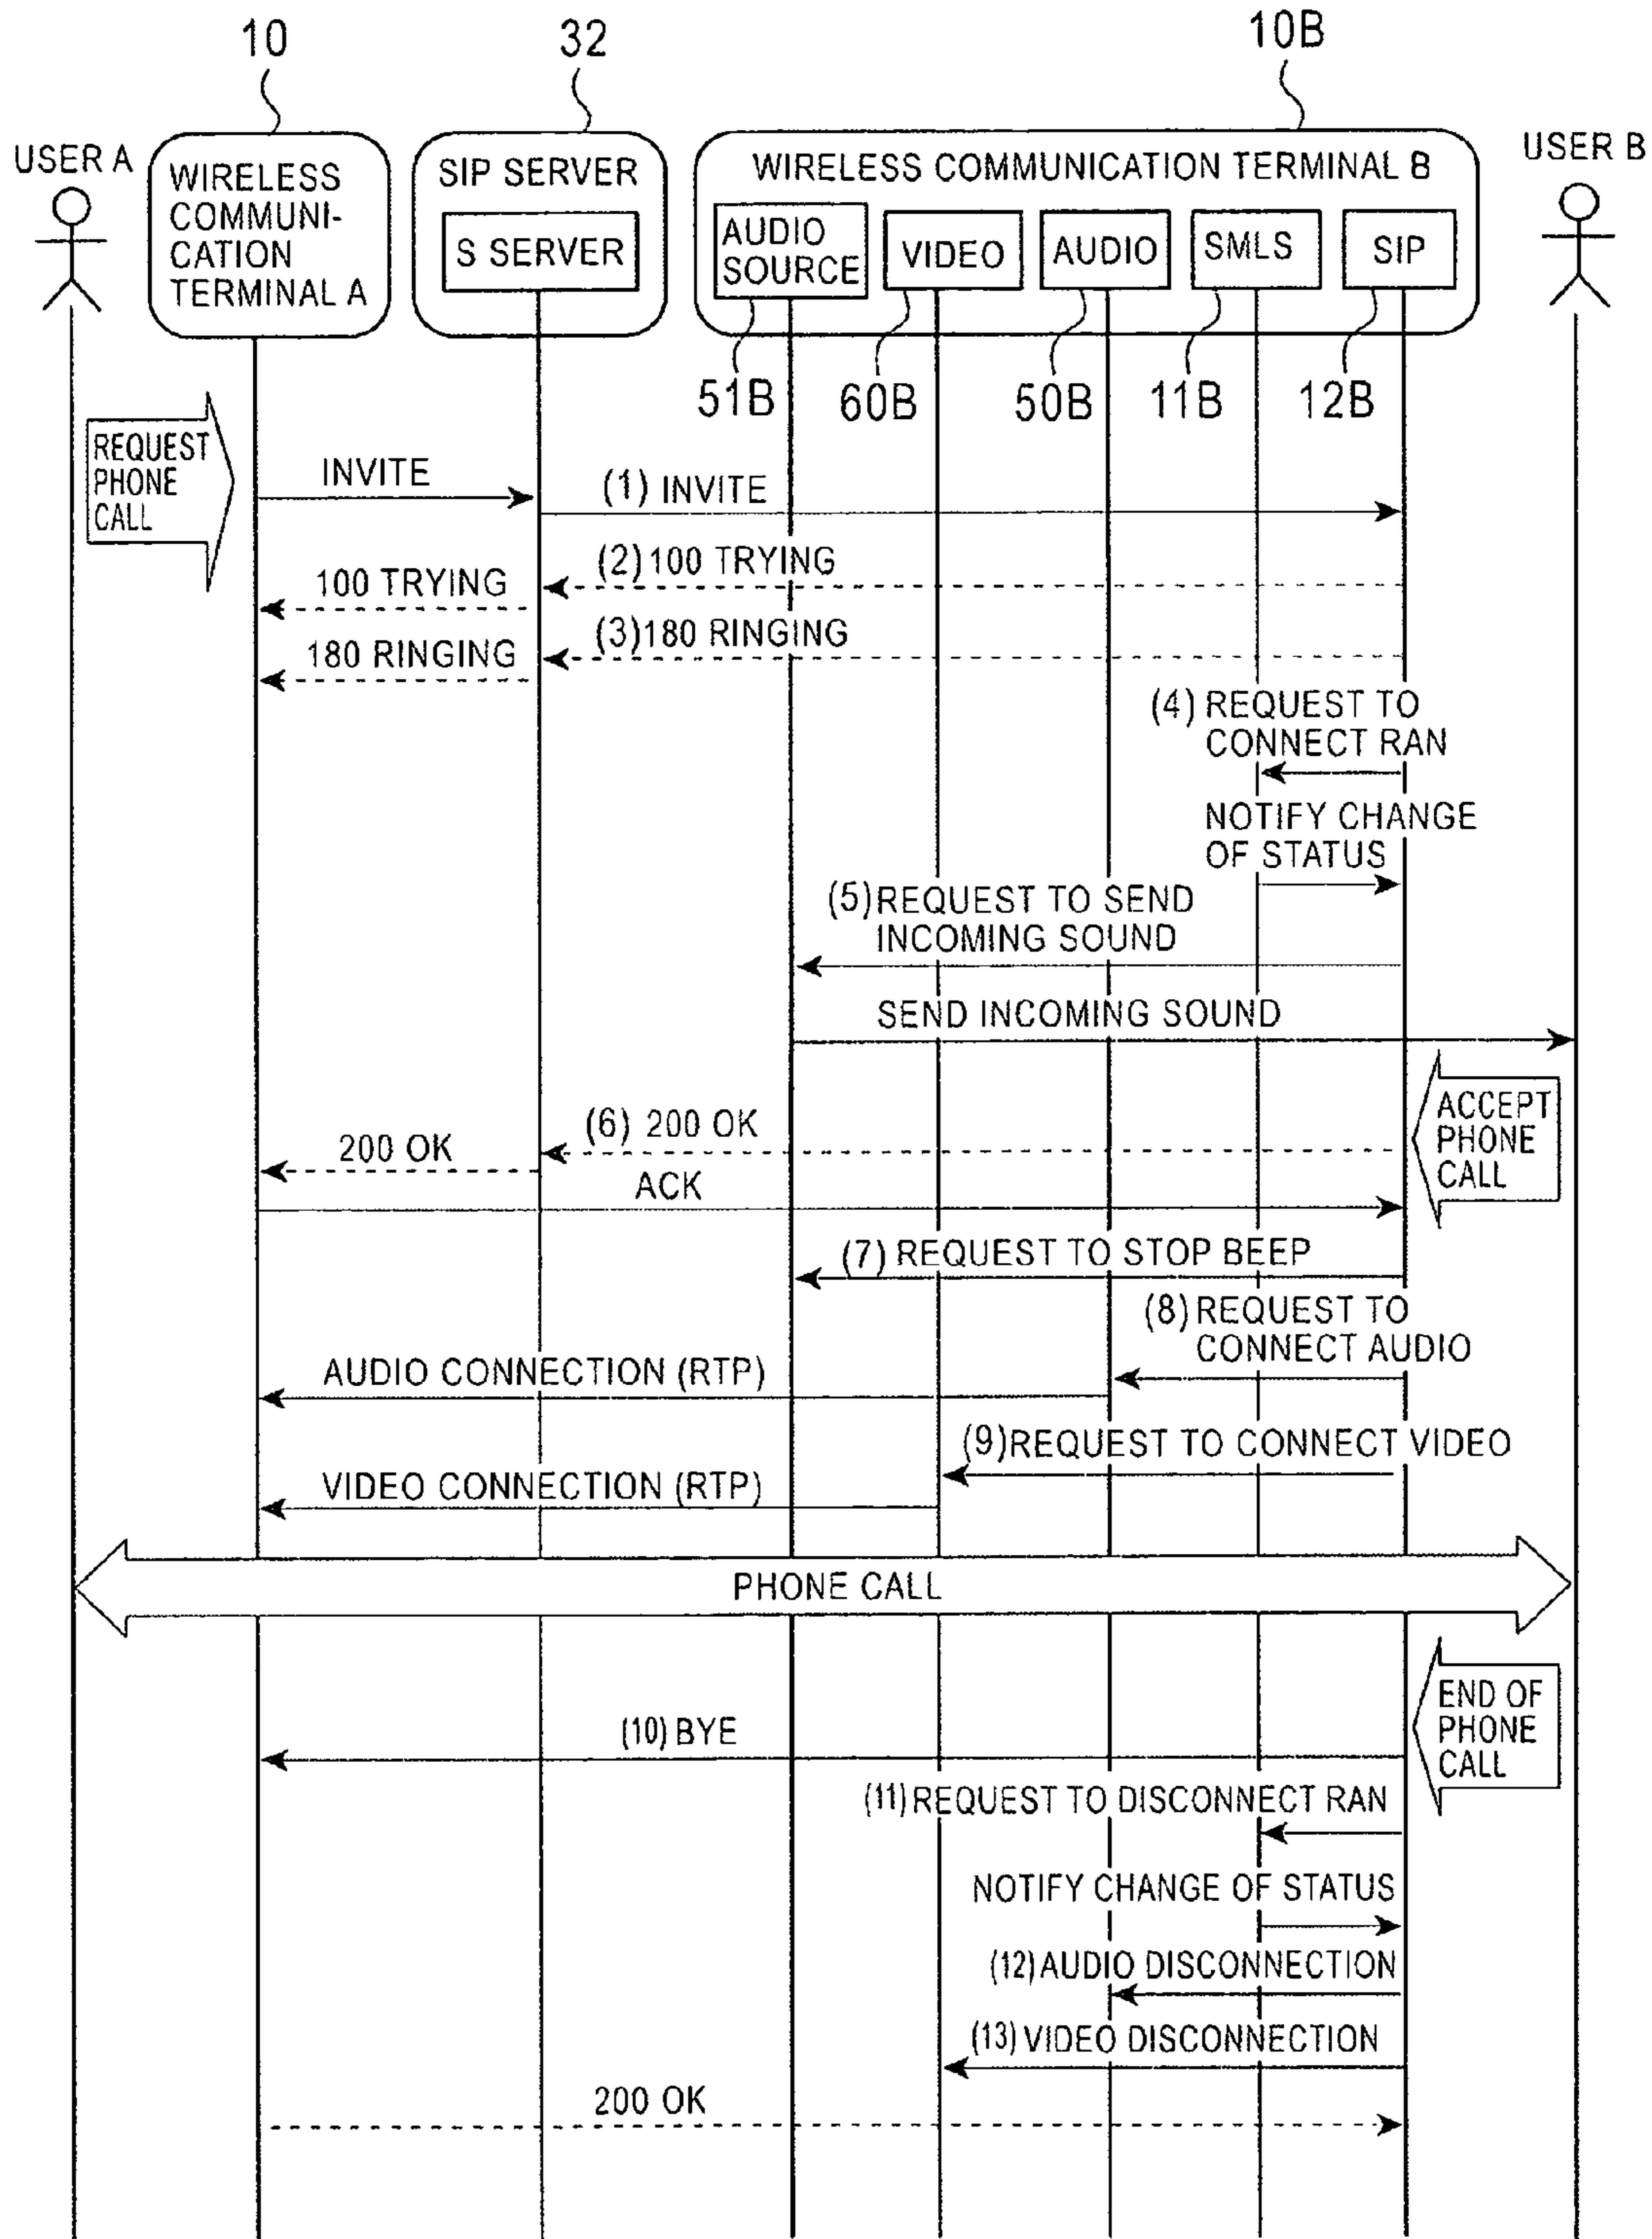 10
32
10B
USER A
WIRELESS
COMMUNI-
CATION
TERMINAL A
SIP SERVER
S SERVER
WIRELESS COMMUNICATION TERMINAL B
AUDIO
SOURCE
VIDEO
AUDIO
SMLS
SIP
USER B
51B
60B
50B
11B
12B
REQUEST
PHONE
CALL
INVITE
(1) INVITE
(2) 100 TRYING
100 TRYING
(3) 180 RINGING
180 RINGING
(4) REQUEST TO
CONNECT RAN
NOTIFY CHANGE
OF STATUS
(5) REQUEST TO SEND
INCOMING SOUND
SEND INCOMING SOUND
ACCEPT
PHONE
CALL
(6) 200 OK
200 OK
ACK
(7) REQUEST TO STOP BEEP
(8) REQUEST TO
CONNECT AUDIO
AUDIO CONNECTION (RTP)
(9) REQUEST TO CONNECT VIDEO
VIDEO CONNECTION (RTP)
PHONE CALL
END OF
PHONE
CALL
(10) BYE
(11) REQUEST TO DISCONNECT RAN
NOTIFY CHANGE OF STATUS
(12) AUDIO DISCONNECTION
(13) VIDEO DISCONNECTION
200 OK